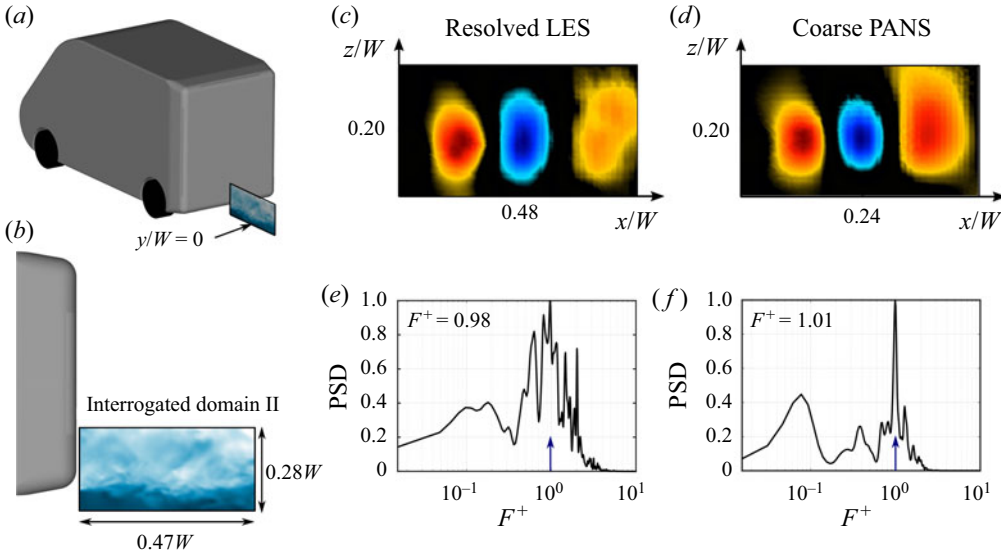 (a)
y/W = 0
(b)
Interrogated domain II
0.28W
0.47W
(c)
Resolved LES
z/W
0.20
0.48
x/W
(d)
Coarse PANS
z/W
0.20
0.24
x/W
(e)
F⁺ = 0.98
PSD
1.0
0.8
0.6
0.4
0.2
0
10⁻¹
10⁰
10¹
F⁺
(f)
F⁺ = 1.01
PSD
1.0
0.8
0.6
0.4
0.2
0
10⁻¹
10⁰
10¹
F⁺